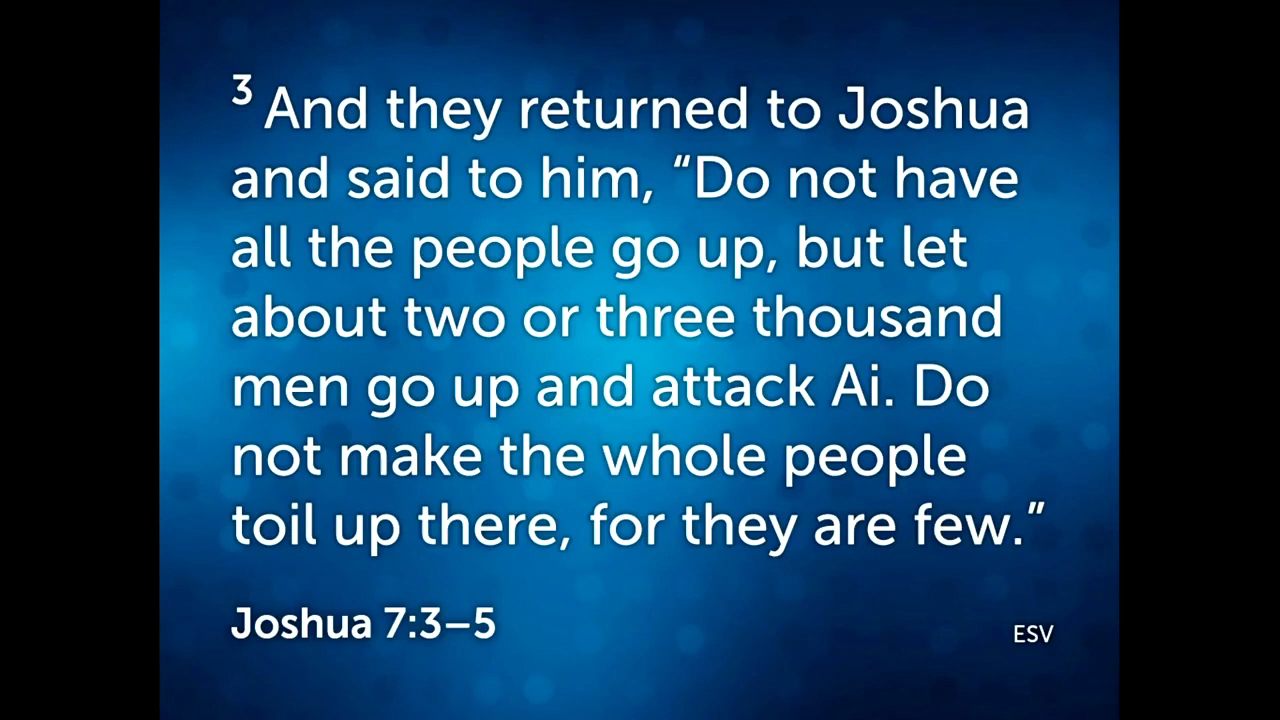 3 And they returned to Joshua
and said to him, “Do not have
all the people go up, but let
about two or three thousand
men go up and attack Ai. Do
not make the whole people
toil up there, for they are few.”
Joshua 7:3–5
ESV